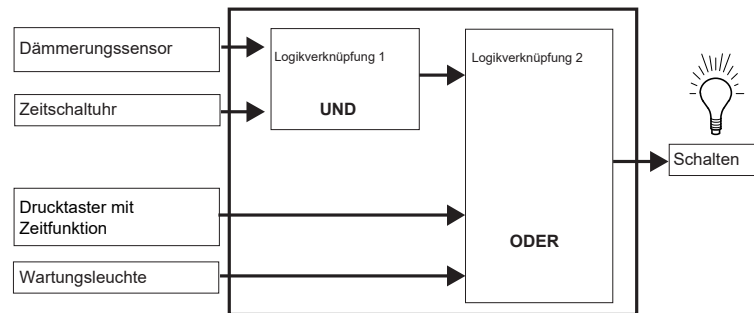 Dämmerungssensor
Zeitschaltuhr
Drucktaster mit
Zeitfunktion
Wartungsleuchte
Logikverknüpfung 1
UND
Logikverknüpfung 2
ODER
Schalten